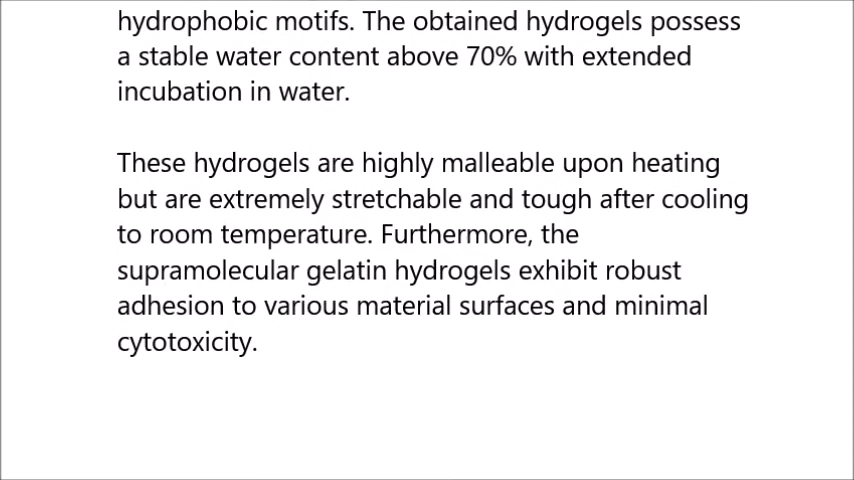 hydrophobic motifs. The obtained hydrogels possess
a stable water content above 70% with extended
incubation in water.
These hydrogels are highly malleable upon heating
but are extremely stretchable and tough after cooling
to room temperature. Furthermore, the
supramolecular gelatin hydrogels exhibit robust
adhesion to various material surfaces and minimal
cytotoxicity.